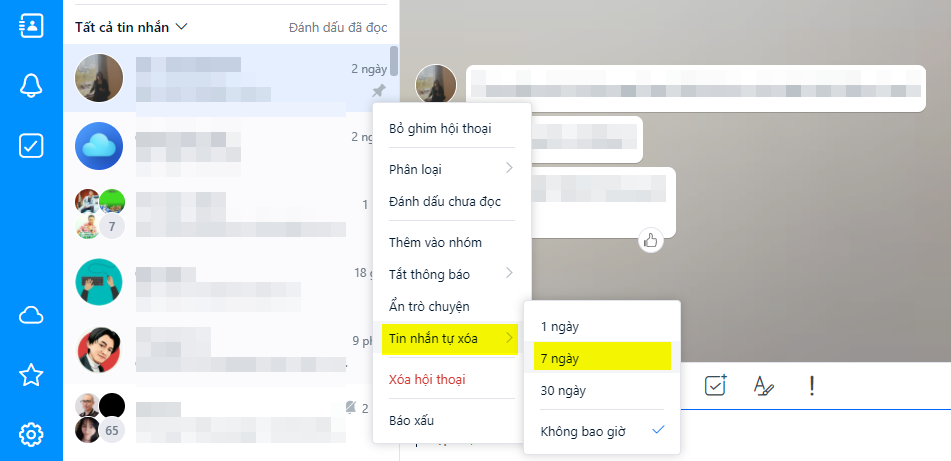 Tất cả tin nhắn
Đánh dấu đã đọc
2 ngày
2 ng
1
7
18 g
9 ph
2
65
Bỏ ghim hội thoại
Phân loại
Đánh dấu chưa đọc
Thêm vào nhóm
Tắt thông báo
Ẩn trò chuyện
Tin nhắn tự xóa
Xóa hội thoại
Báo xấu
1 ngày
7 ngày
30 ngày
Không bao giờ